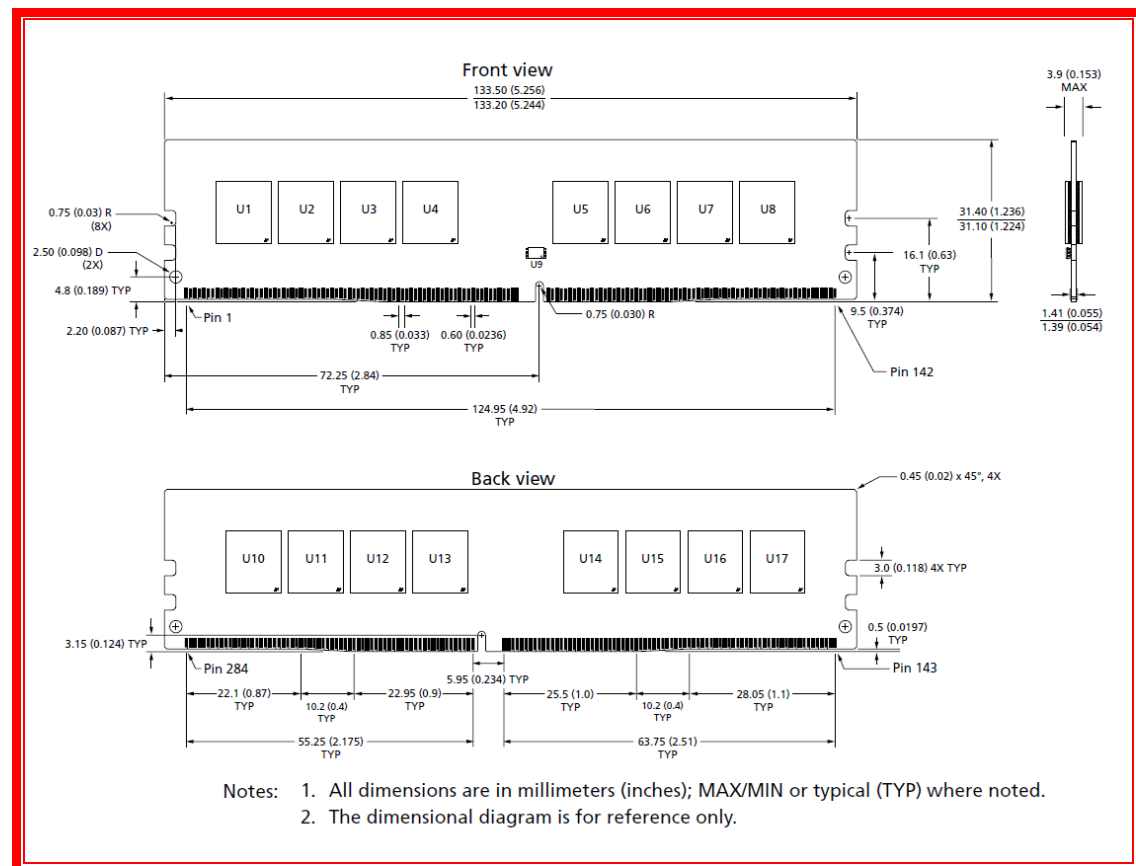 Front view
133.50 (5.256)
133.20 (5.244)
3.9 (0.153)
MAX
U1 U2 U3 U4 U5 U6 U7 U8
0.75 (0.03) R
(8X)
31.40 (1.236)
31.10 (1.224)
2.50 (0.098) D
(2X)
U9
16.1 (0.63)
TYP
4.8 (0.189) TYP
Pin 1
0.75 (0.030) R
9.5 (0.374)
TYP
1.41 (0.055)
1.39 (0.054)
2.20 (0.087) TYP
0.85 (0.033)
TYP
0.60 (0.0236)
TYP
Pin 142
72.25 (2.84)
TYP
124.95 (4.92)
TYP
Back view
0.45 (0.02) x 45°, 4X
U10 U11 U12 U13 U14 U15 U16 U17
3.0 (0.118) 4X TYP
3.15 (0.124) TYP
0.5 (0.0197)
TYP
Pin 284
5.95 (0.234) TYP
Pin 143
22.1 (0.87)
TYP
10.2 (0.4)
TYP
22.95 (0.9)
TYP
25.5 (1.0)
TYP
10.2 (0.4)
TYP
28.05 (1.1)
TYP
55.25 (2.175)
TYP
63.75 (2.51)
TYP
Notes: 1. All dimensions are in millimeters (inches); MAX/MIN or typical (TYP) where noted.
2. The dimensional diagram is for reference only.